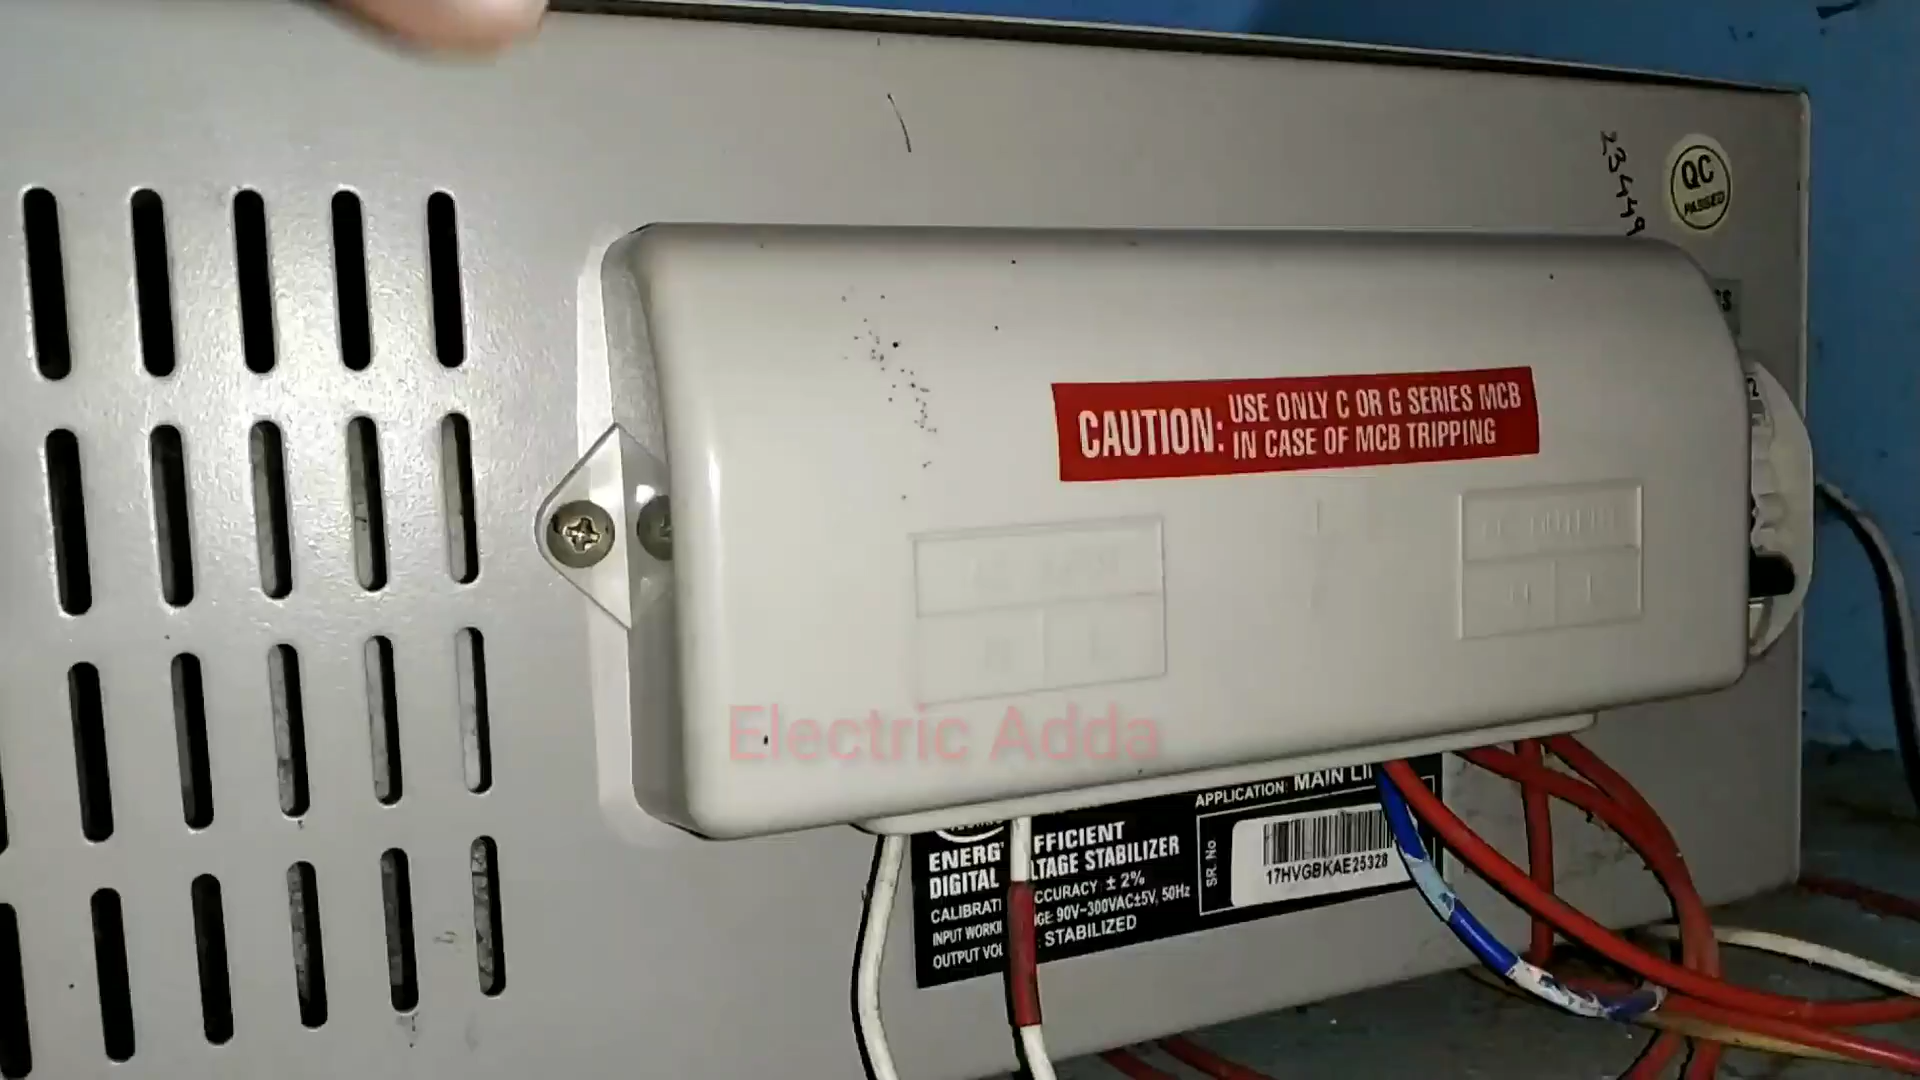 23449
QC
PASSED
CAUTION: USE ONLY C OR G SERIES MCB
IN CASE OF MCB TRIPPING
Electric Adda
APPLICATION: MAIN LI
ENERG FFICIENT
DIGITAL LTAGE STABILIZER
CALIBRATI CCURACY ± 2%
INPUT WORKI GE: 90V-300VAC±5V, 50Hz
OUTPUT VOL : STABILIZED
SR. No.
17HVGBKAE25328